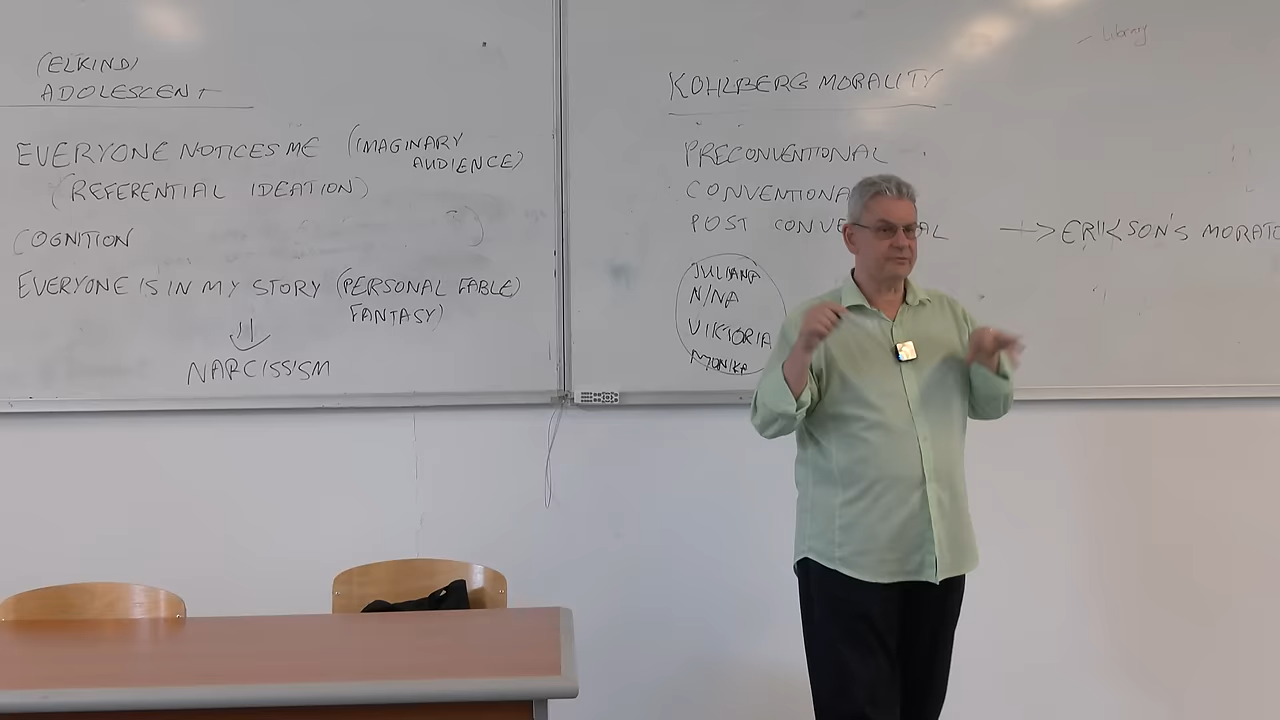 (ELKIND)
ADOLESCENT
EVERYONE NOTICES ME (IMAGINARY
AUDIENCE)
(REFERENTIAL IDEATION)
COGNITION
EVERYONE IS IN MY STORY (PERSONAL FABLE)
FANTASY)
NARCISSISM
KOHLBERG MORALITY
PRECONVENTIONAL
CONVENTIONA
POST CONVE AL → ERIKSON'S MORATO
JULIANA
NINA
VIKTORIA
MONIKA
- Library